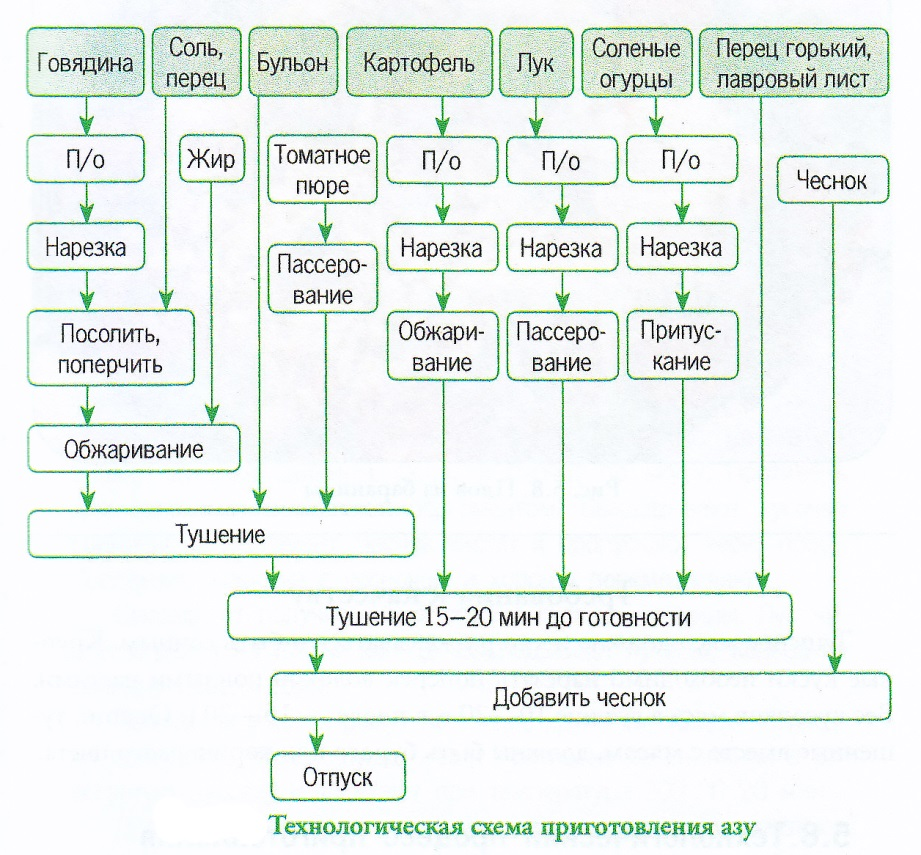 Говядина
Соль,
перец
Бульон
Картофель
Лук
Соленые
огурцы
Перец горький,
лавровый лист
П/о
Жир
Томатное
пюре
П/о
П/о
П/о
Чеснок
Нарезка
Пассеро-
вание
Нарезка
Нарезка
Нарезка
Посолить,
поперчить
Обжари-
вание
Пассеро-
вание
Припус-
кание
Обжаривание
Тушение
Тушение 15–20 мин до готовности
Добавить чеснок
Отпуск
Технологическая схема приготовления азу